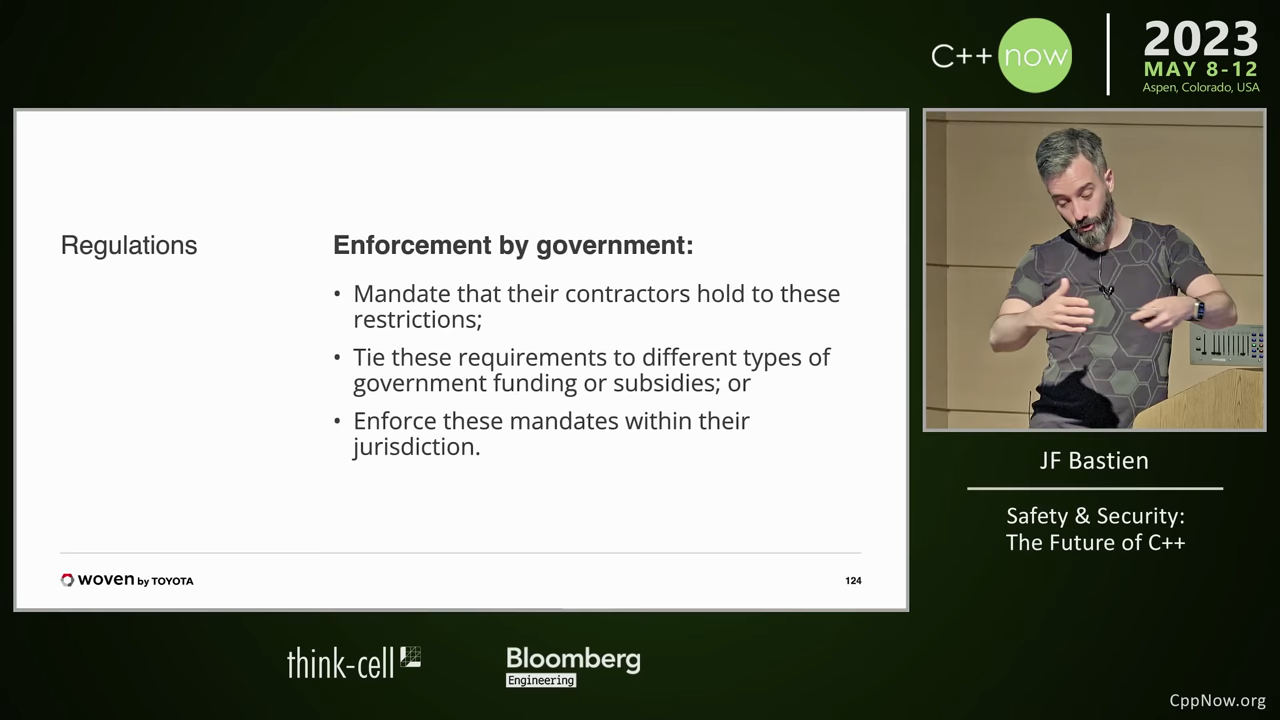 C++ now
2023
MAY 8-12
Aspen, Colorado, USA
Regulations
Enforcement by government:
• Mandate that their contractors hold to these
restrictions;
• Tie these requirements to different types of
government funding or subsidies; or
• Enforce these mandates within their
jurisdiction.
woven by TOYOTA
124
JF Bastien
Safety & Security:
The Future of C++
think-cell
Bloomberg
Engineering
CppNow.org